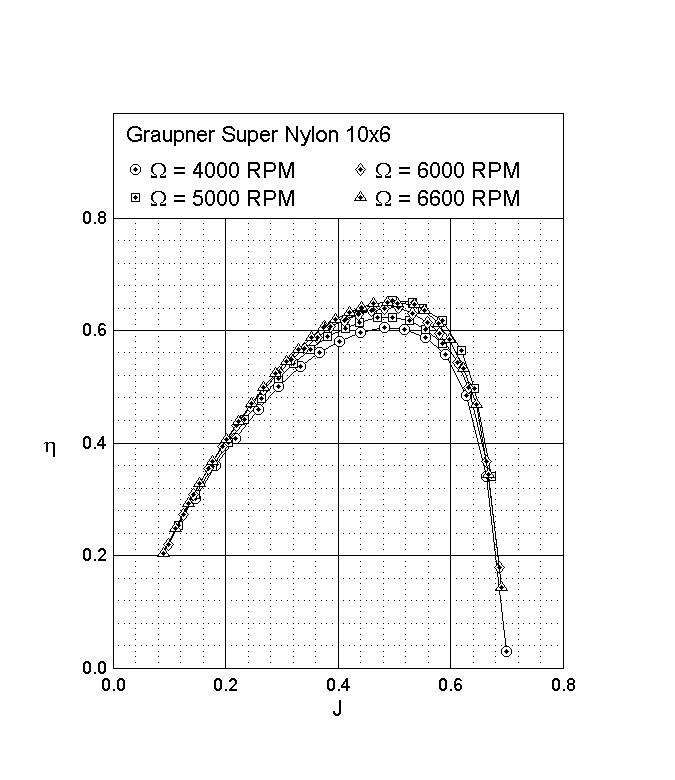 Graupner Super Nylon 10x6
Ω = 4000 RPM
Ω = 6000 RPM
Ω = 5000 RPM
Ω = 6600 RPM
0.8
0.6
0.4
η
0.2
0.0
0.0 0.2 0.4 0.6 0.8
J